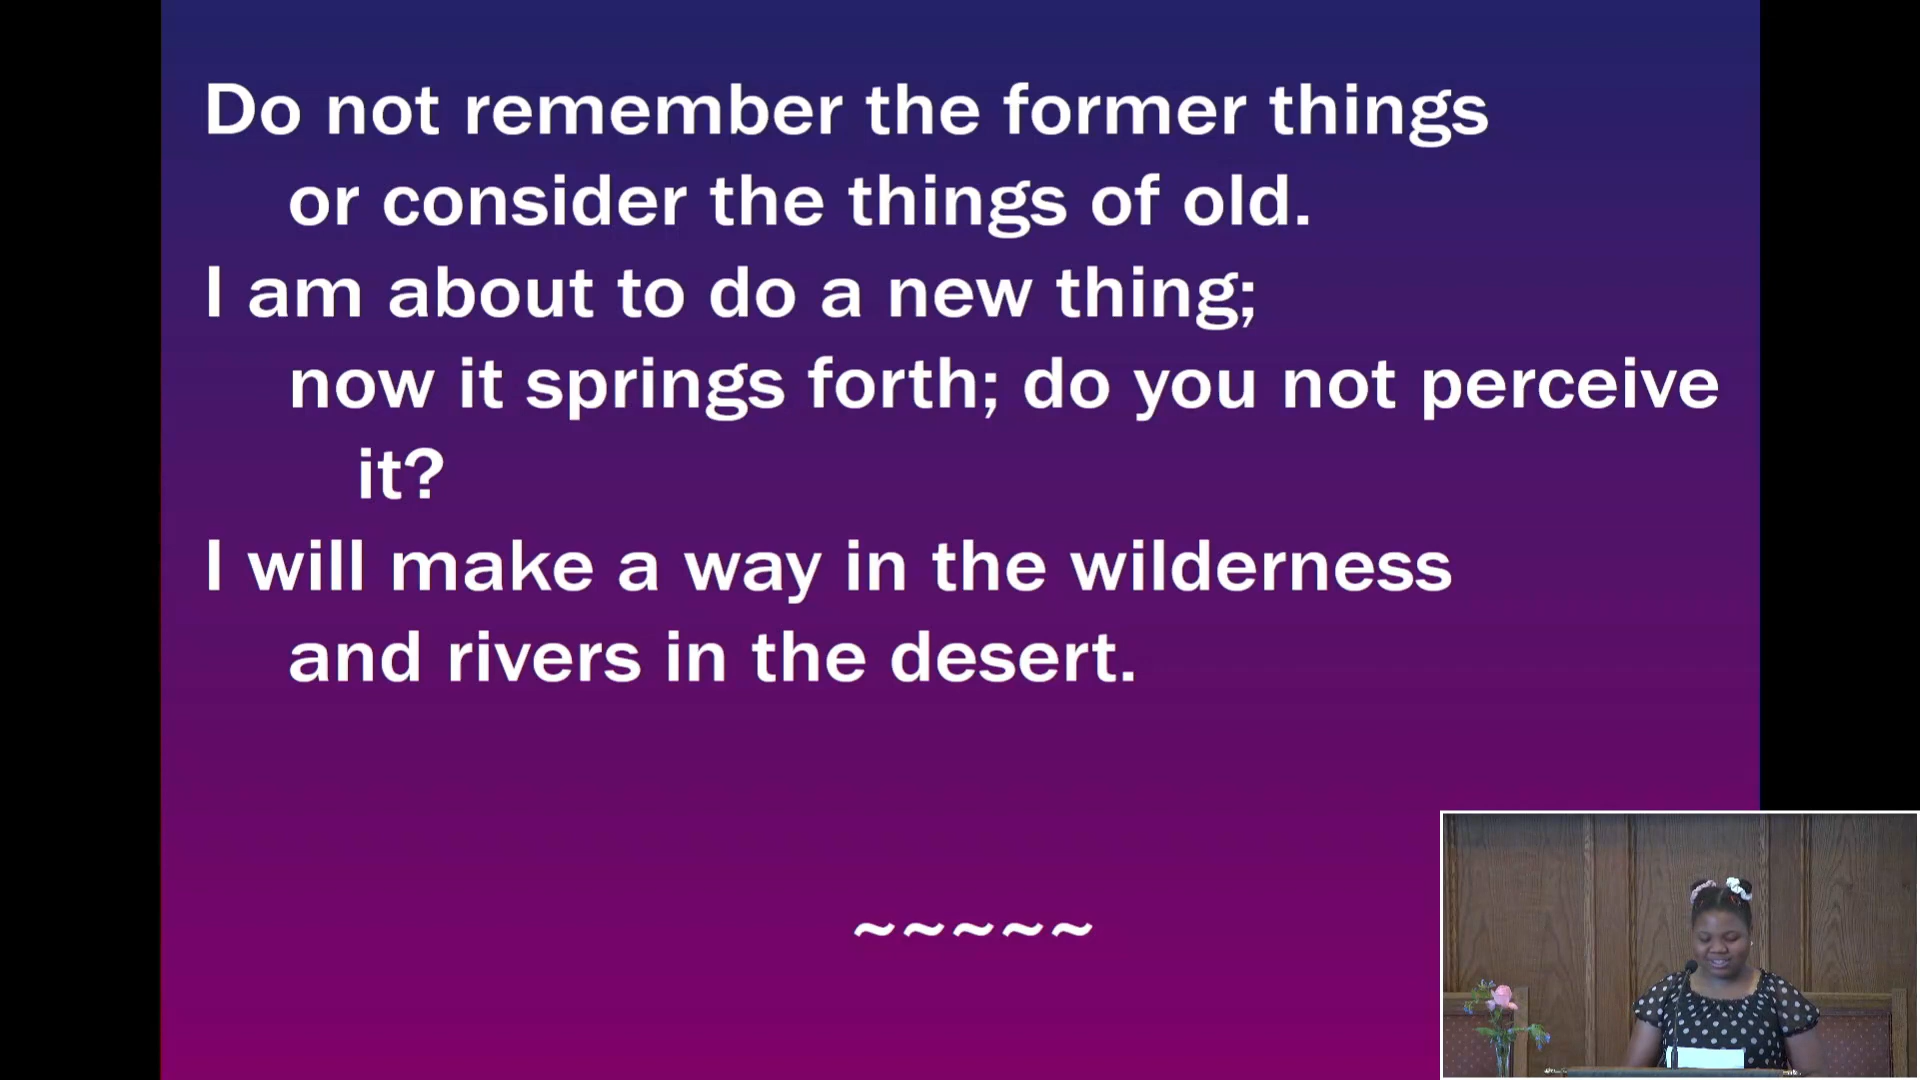 Do not remember the former things
or consider the things of old.
I am about to do a new thing;
now it springs forth; do you not perceive
it?
I will make a way in the wilderness
and rivers in the desert.
~~~~~